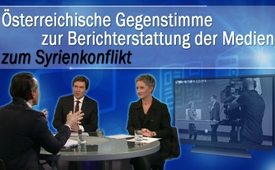 Österreichische Gegenstimme
zur Berichterstattung der Medien
zum Syrienkonflikt